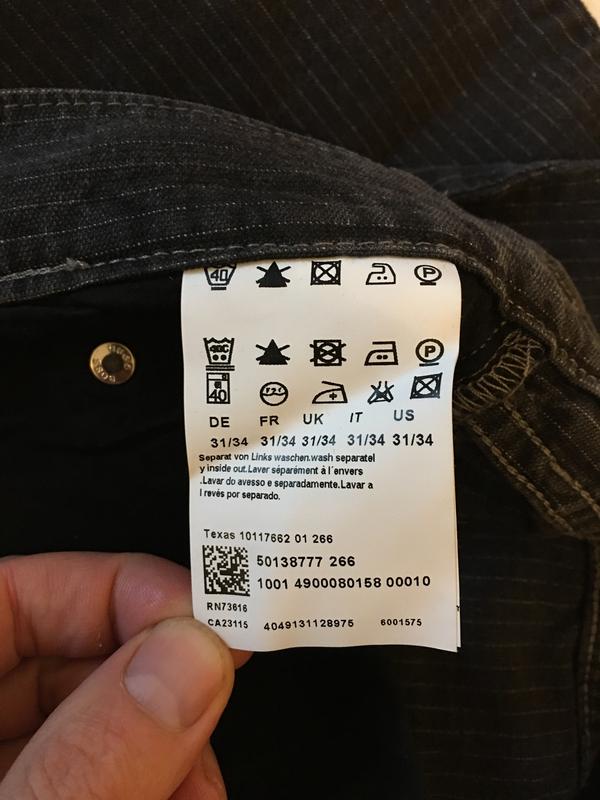 40
P
40C
P
40
DE FR UK IT US
31/34 31/34 31/34 31/34 31/34
Separat von Links waschen.wash separatel
y inside out.Laver séparément à l´envers
.Lavar do avesso e separadamente.Lavar a
l revés por separado.
Texas 10117662 01 266
50138777 266
1001 4900080158 00010
RN73616
CA23115 4049131128975 6001575